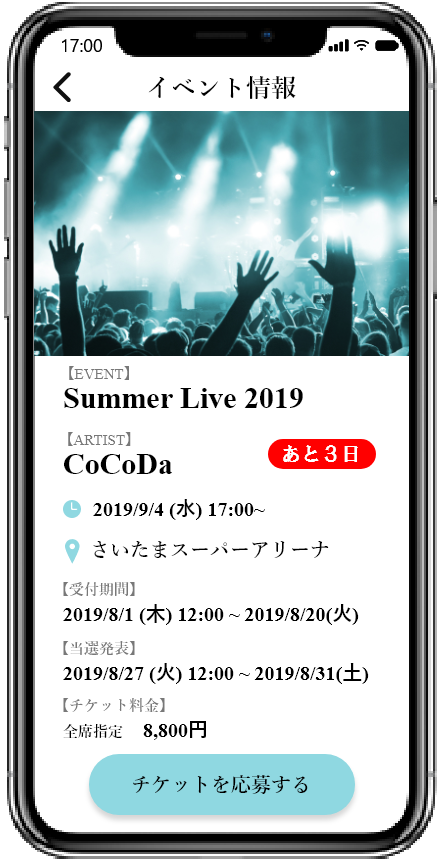 17:00
イベント情報
【EVENT】
Summer Live 2019
【ARTIST】
CoCoDa
あと３日
2019/9/4 (水) 17:00~
さいたまスーパーアリーナ
【受付期間】
2019/8/1 (木) 12:00 ~ 2019/8/20(火)
【当選発表】
2019/8/27 (火) 12:00 ~ 2019/8/31(土)
【チケット料金】
全席指定 8,800円
チケットを応募する